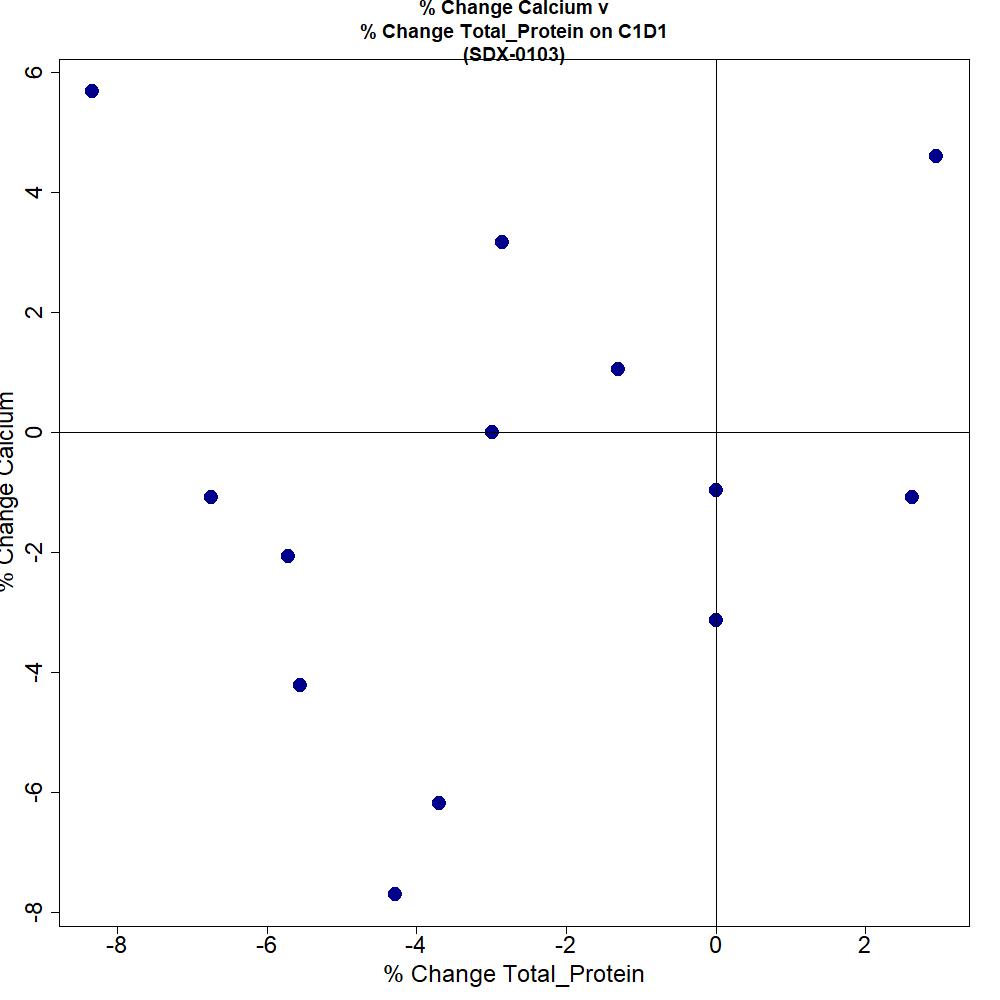 % Change Calcium v
% Change Total_Protein on C1D1
(SDX-0103)
6
4
2
0
-2
-4
-6
-8
% Change Calcium
-8
-6
-4
-2
0
2
% Change Total_Protein